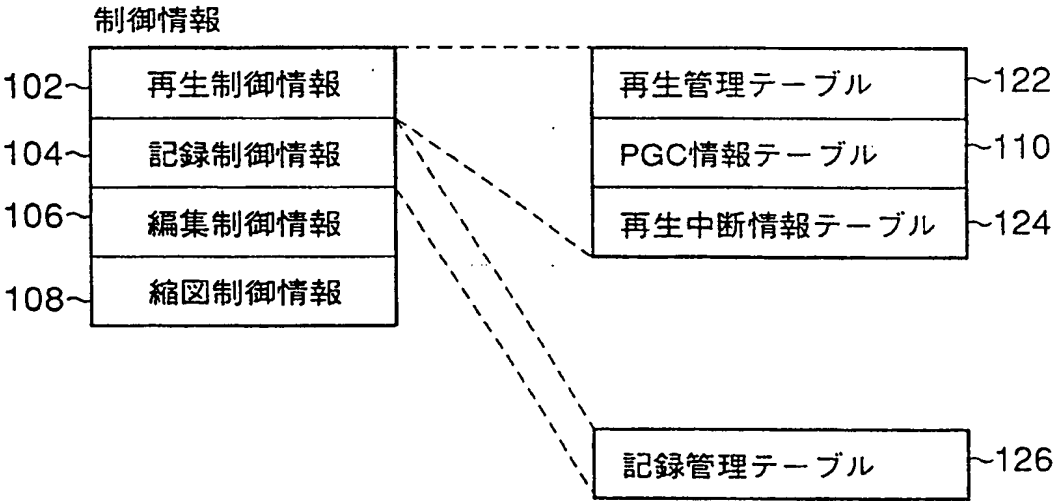 制御情報
102~ 再生制御情報
104~ 記録制御情報
106~ 編集制御情報
108~ 縮図制御情報
再生管理テーブル ~122
PGC情報テーブル ~110
再生中断情報テーブル ~124
記録管理テーブル ~126